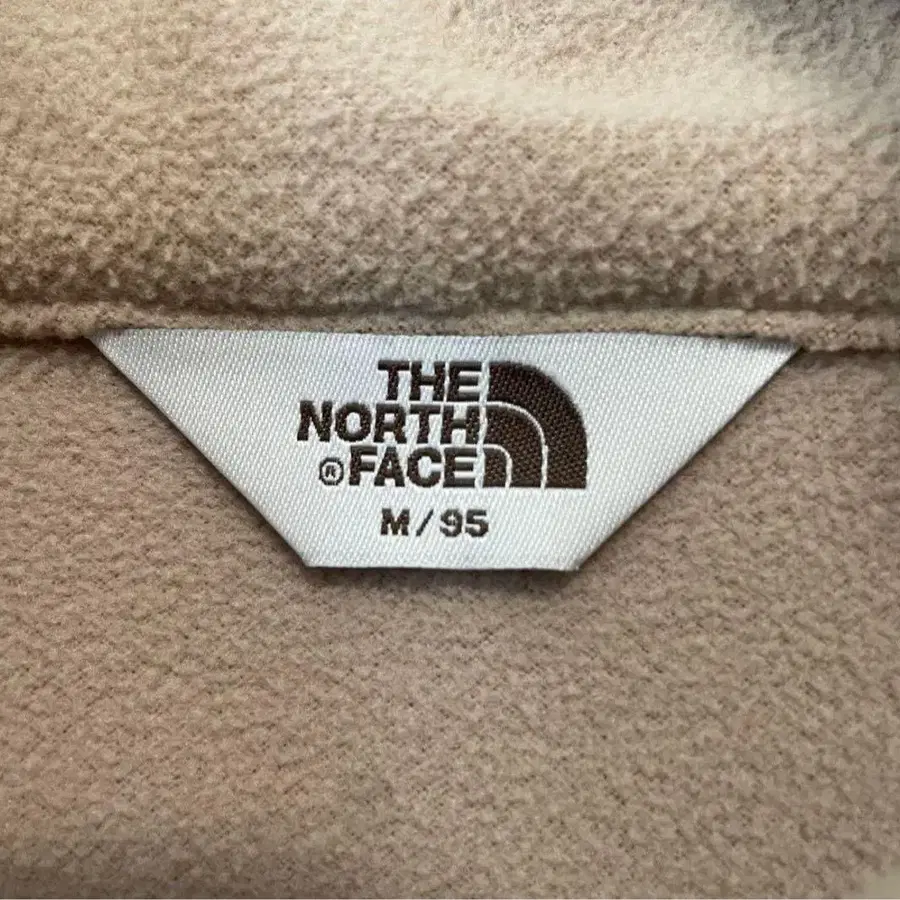 THE
NORTH
® FACE
M/95